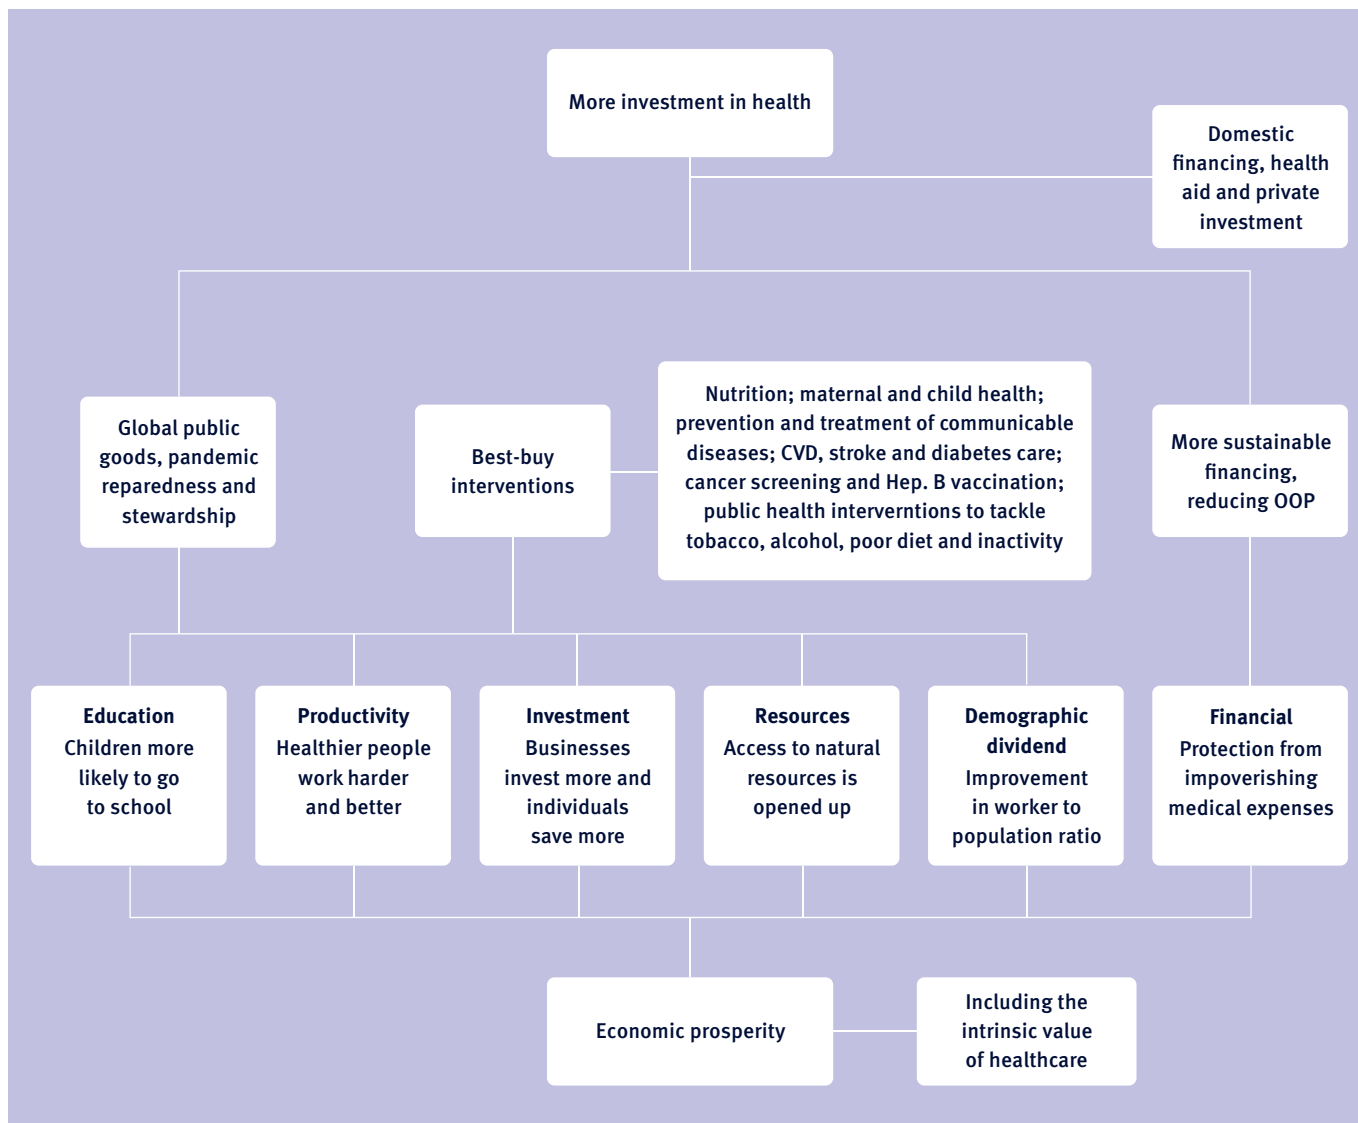 More investment in health
Domestic
financing, health
aid and private
investment
Global public
goods, pandemic
reparedness and
stewardship
Best-buy
interventions
Nutrition; maternal and child health;
prevention and treatment of communicable
diseases; CVD, stroke and diabetes care;
cancer screening and Hep. B vaccination;
public health interverntions to tackle
tobacco, alcohol, poor diet and inactivity
More sustainable
financing,
reducing OOP
Education
Children more
likely to go
to school
Productivity
Healthier people
work harder
and better
Investment
Businesses
invest more and
individuals
save more
Resources
Access to natural
resources is
opened up
Demographic
dividend
Improvement
in worker to
population ratio
Financial
Protection from
impoverishing
medical expenses
Economic prosperity
Including the
intrinsic value
of healthcare